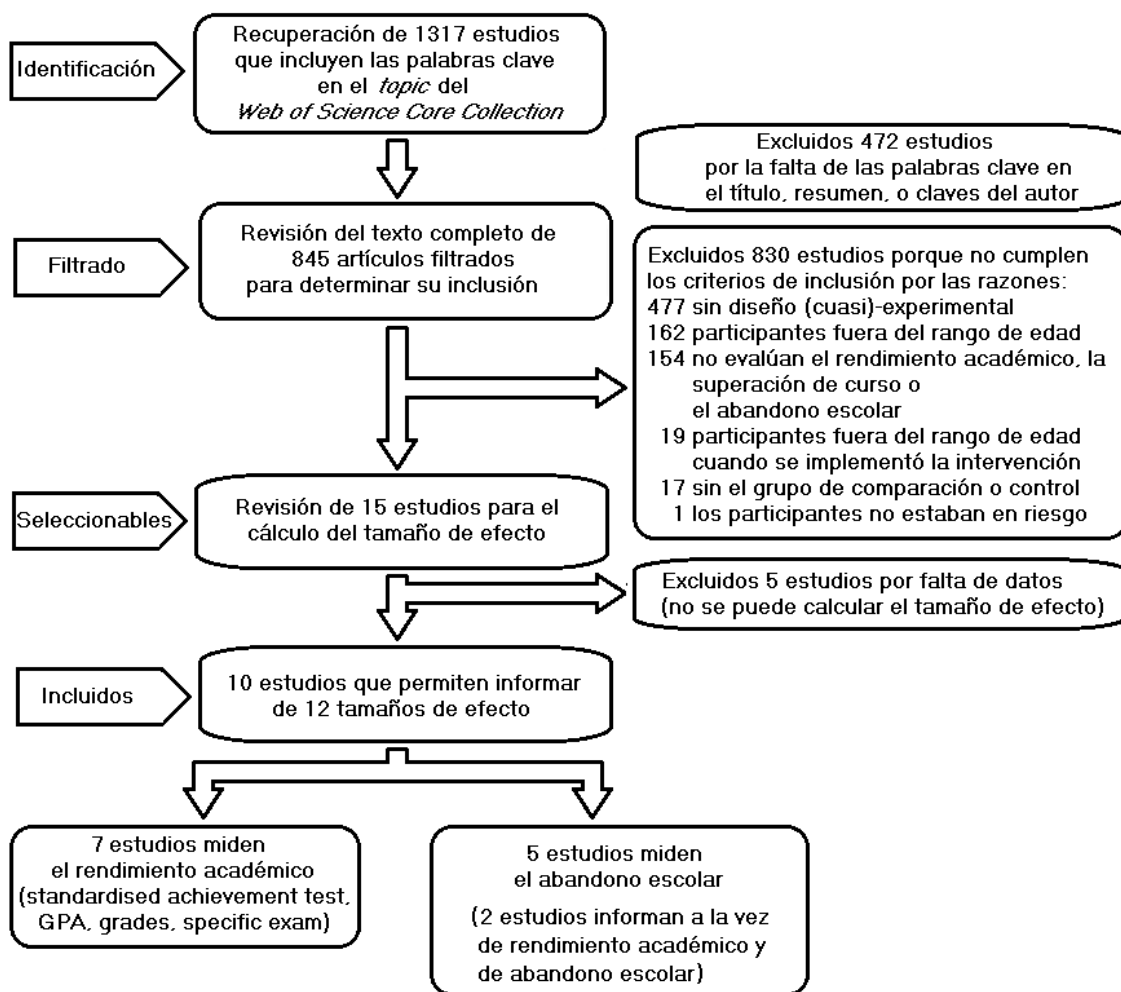 Identificación
Recuperación de 1317 estudios
que incluyen las palabras clave
en el topic del
Web of Science Core Collection
Excluidos 472 estudios
por la falta de las palabras clave en
el título, resumen, o claves del autor
Filtrado
Revisión del texto completo de
845 artículos filtrados
para determinar su inclusión
Excluidos 830 estudios porque no cumplen
los criterios de inclusión por las razones:
477 sin diseño (cuasi)-experimental
162 participantes fuera del rango de edad
154 no evalúan el rendimiento académico, la
superación de curso o
el abandono escolar
19 participantes fuera del rango de edad
cuando se implementó la intervención
17 sin el grupo de comparación o control
1 los participantes no estaban en riesgo
Seleccionables
Revisión de 15 estudios para el
cálculo del tamaño de efecto
Excluidos 5 estudios por falta de datos
(no se puede calcular el tamaño de efecto)
Incluidos
10 estudios que permiten informar
de 12 tamaños de efecto
7 estudios miden
el rendimiento académico
(standardised achievement test,
GPA, grades, specific exam)
5 estudios miden
el abandono escolar
(2 estudios informan a la vez
de rendimiento académico y
de abandono escolar)